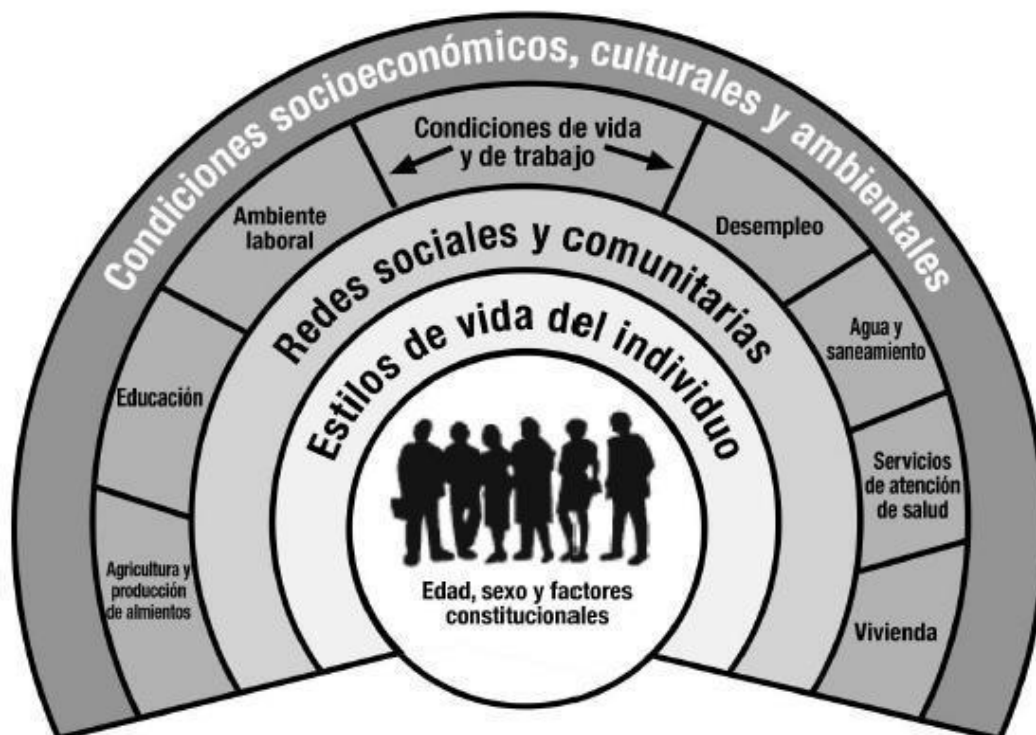 Condiciones socioeconómicos, culturales y ambientales
Condiciones de vida
y de trabajo
Ambiente
laboral
Desempleo
Redes sociales y comunitarias
Agua y
saneamiento
Estilos de vida del individuo
Educación
Servicios
de atención
de salud
Agricultura y
producción
de almientos
Edad, sexo y factores
constitucionales
Vivienda